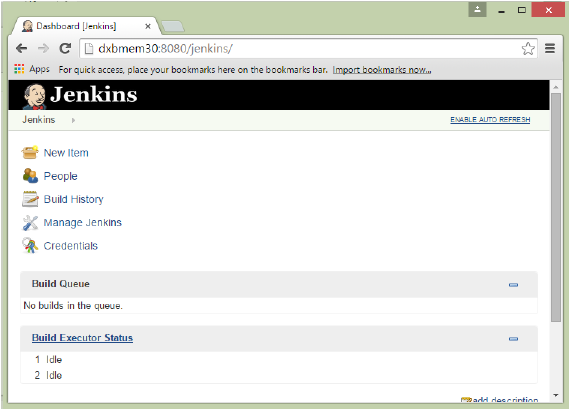 Dashboard [Jenkins]
dxbmem30:8080/jenkins/
Apps For quick access, place your bookmarks here on the bookmarks bar. Import bookmarks now...
Jenkins
Jenkins ENABLE AUTO REFRESH
New Item
People
Build History
Manage Jenkins
Credentials
Build Queue
No builds in the queue.
Build Executor Status
1 Idle
2 Idle
add description